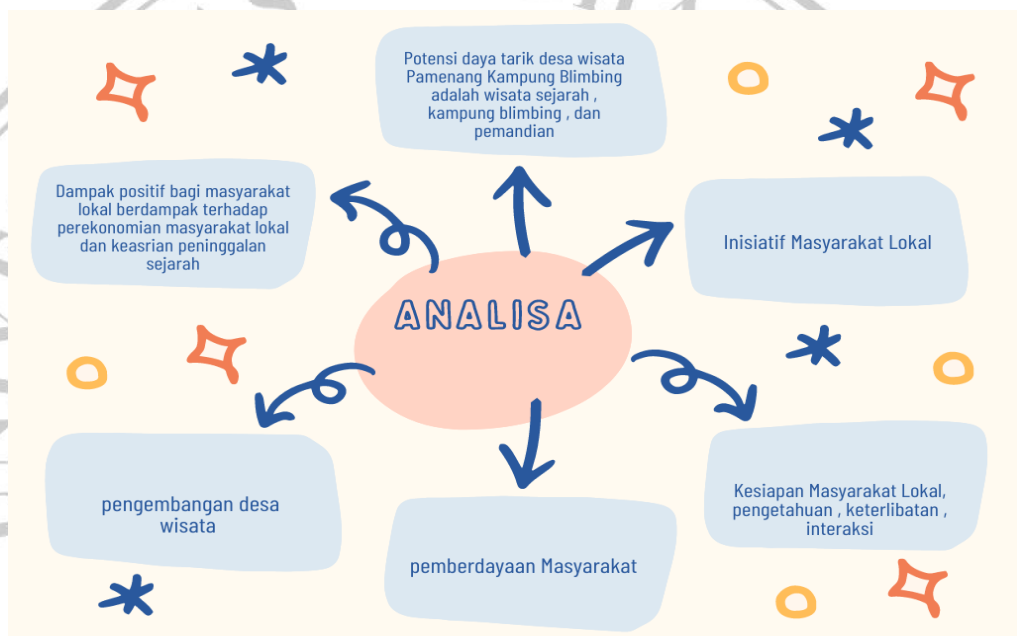 Potensi daya tarik desa wisata
Pamenang Kampung Blimbing
adalah wisata sejarah ,
kampung blimbing , dan
pemandian
Dampak positif bagi masyarakat
lokal berdampak terhadap
perekonomian masyarakat lokal
dan keasrian peninggalan
sejarah
Inisiatif Masyarakat Lokal
ANALISA
pengembangan desa
wisata
pemberdayaan Masyarakat
Kesiapan Masyarakat Lokal,
pengetahuan , keterlibatan ,
interaksi